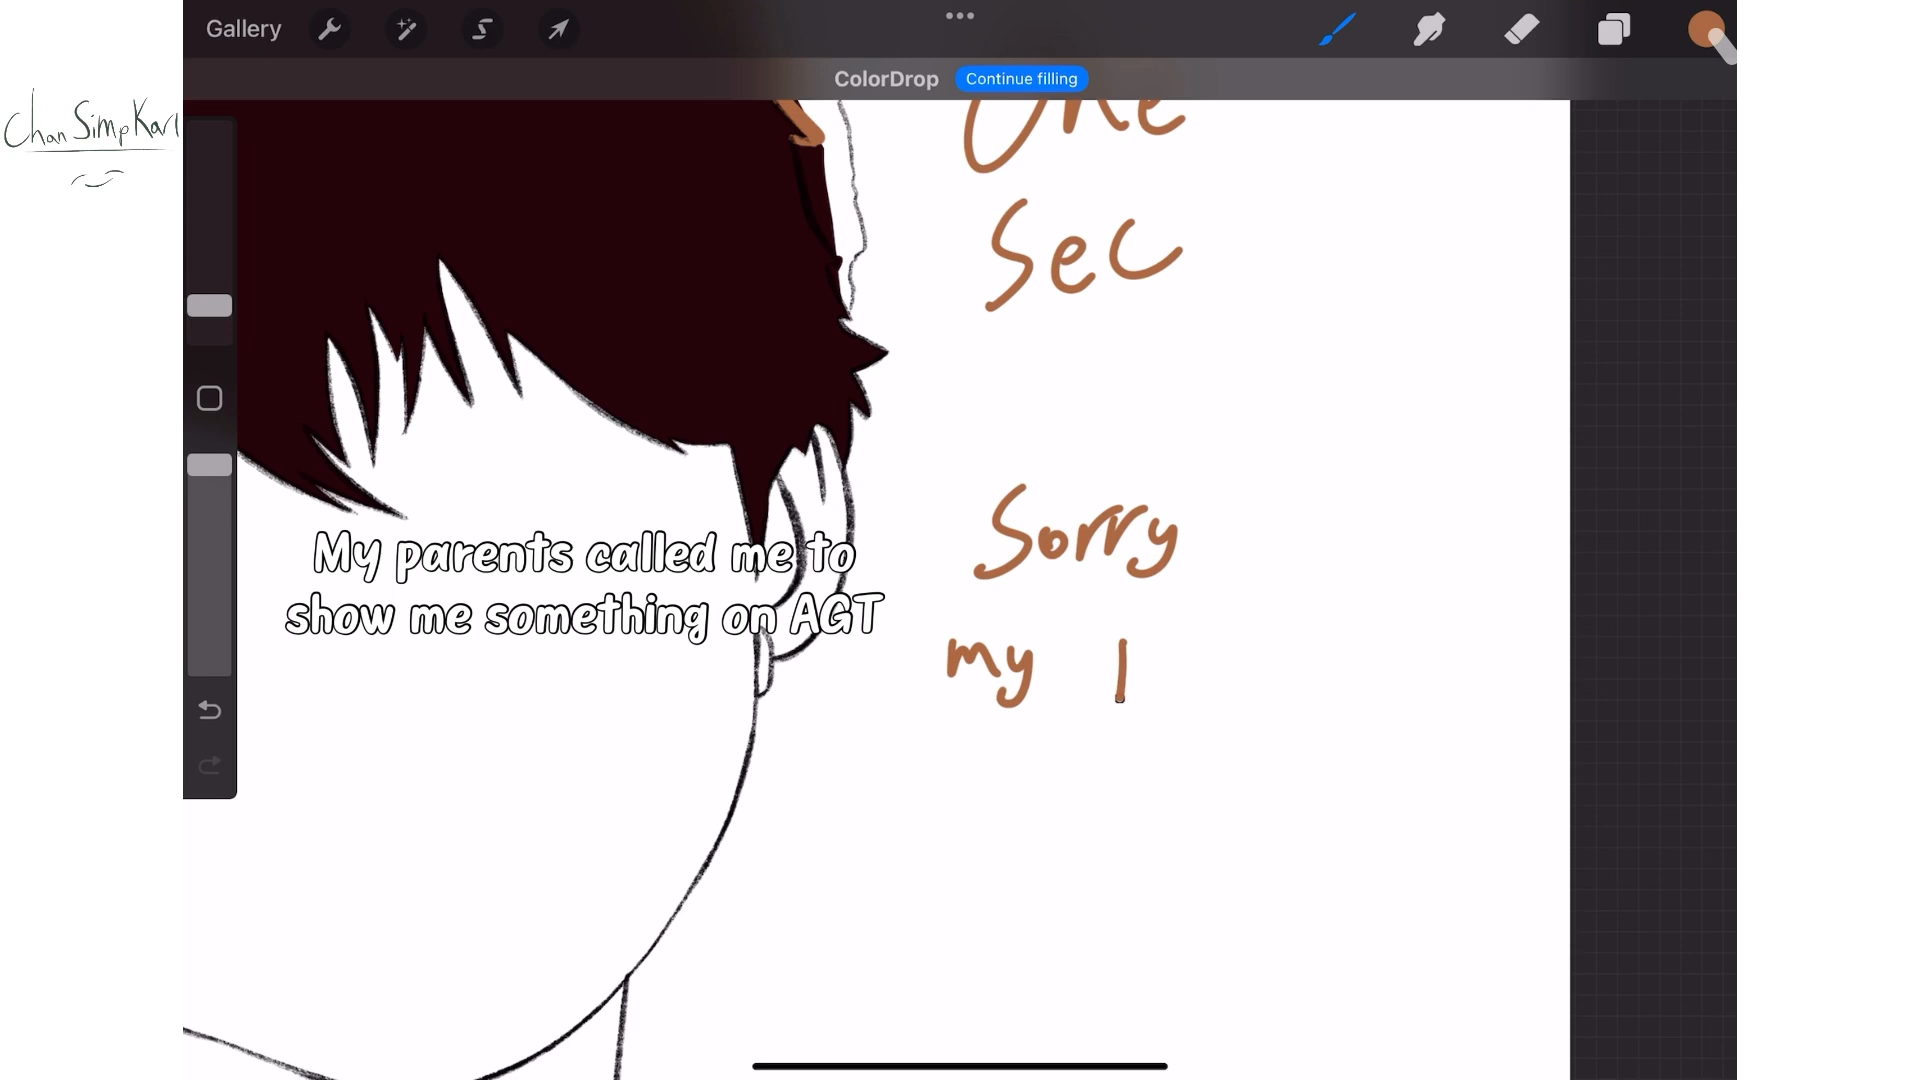 Gallery
ColorDrop Continue filling
Chan Simp Karl
One
Sec
Sorry
my
My parents called me to
show me something on AGT